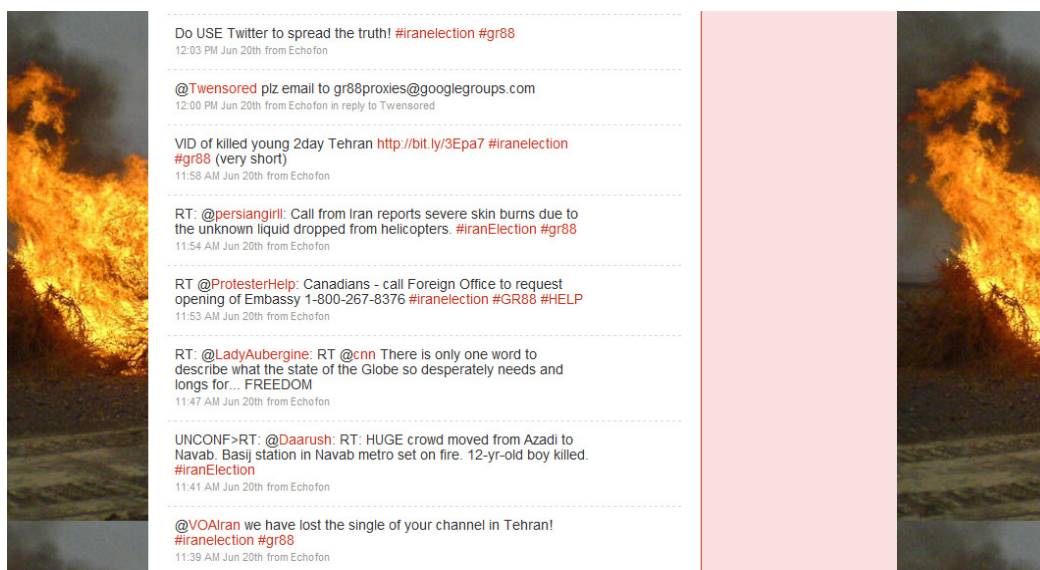 Do USE Twitter to spread the truth! #iranelection #gr88
12:03 PM Jun 20th from Echofon
@Twensored plz email to gr88proxies@googlegroups.com
12:00 PM Jun 20th from Echofon in reply to Twensored
VID of killed young 2day Tehran http://bit.ly/3Epa7 #iranelection
#gr88 (very short)
11:58 AM Jun 20th from Echofon
RT: @persiangirll: Call from Iran reports severe skin burns due to
the unknown liquid dropped from helicopters. #iranElection #gr88
11:54 AM Jun 20th from Echofon
RT @ProtesterHelp: Canadians - call Foreign Office to request
opening of Embassy 1-800-267-8376 #iranelection #GR88 #HELP
11:53 AM Jun 20th from Echofon
RT: @LadyAubergine: RT @cnn There is only one word to
describe what the state of the Globe so desperately needs and
longs for... FREEDOM
11:47 AM Jun 20th from Echofon
UNCONF>RT: @Daarush: RT: HUGE crowd moved from Azadi to
Navab. Basij station in Navab metro set on fire. 12-yr-old boy killed.
#iranElection
11:41 AM Jun 20th from Echofon
@VOAIran we have lost the single of your channel in Tehran!
#iranelection #gr88
11:39 AM Jun 20th from Echofon